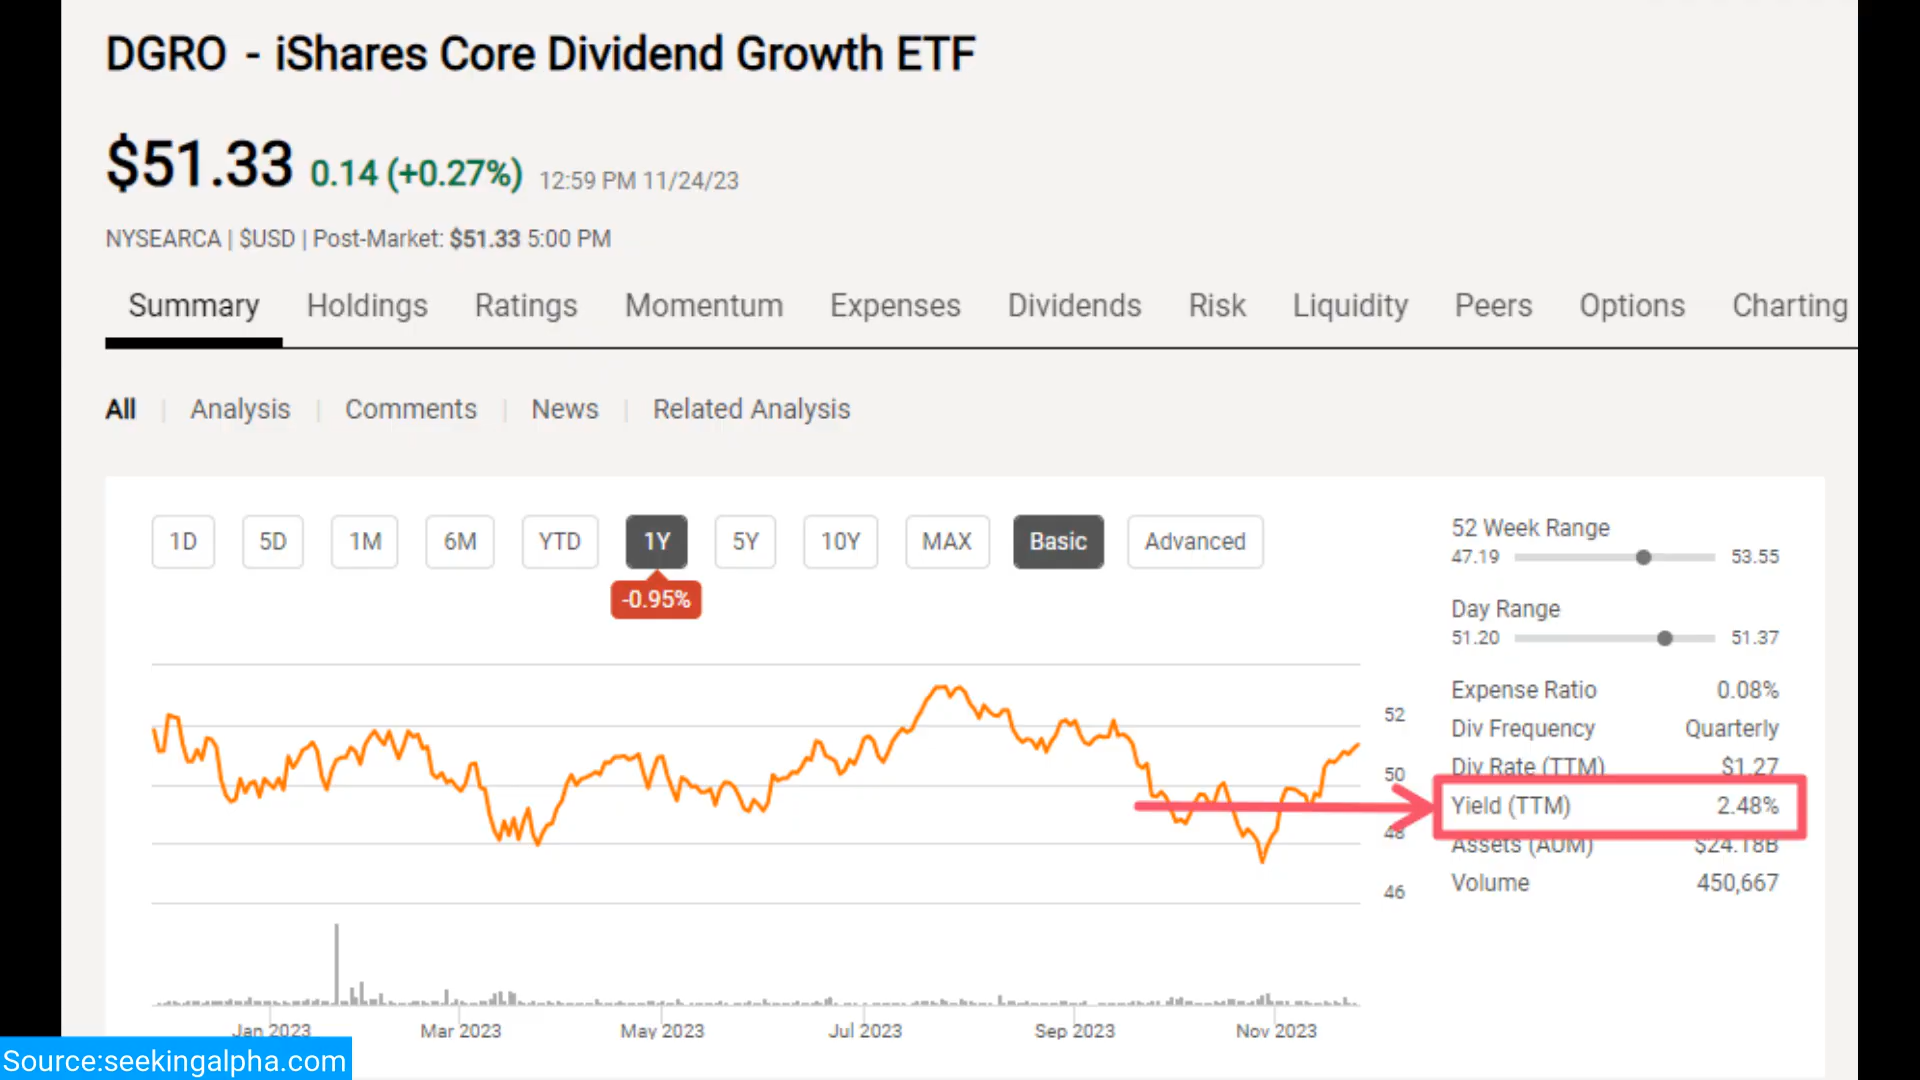 DGRO - iShares Core Dividend Growth ETF
$51.33 0.14 (+0.27%) 12:59 PM 11/24/23
NYSEARCA | $USD | Post-Market: $51.33 5:00 PM
Summary Holdings Ratings Momentum Expenses Dividends Risk Liquidity Peers Options Charting
All | Analysis | Comments | News | Related Analysis
1D 5D 1M 6M YTD 1Y 5Y 10Y MAX Basic Advanced
-0.95%
52
50
48
46
Jan 2023 Mar 2023 May 2023 Jul 2023 Sep 2023 Nov 2023
52 Week Range
47.19 53.55
Day Range
51.20 51.37
Expense Ratio 0.08%
Div Frequency Quarterly
Div Rate (TTM) $1.27
Yield (TTM) 2.48%
Assets (AUM) $24.18B
Volume 450,667
Source:seekingalpha.com